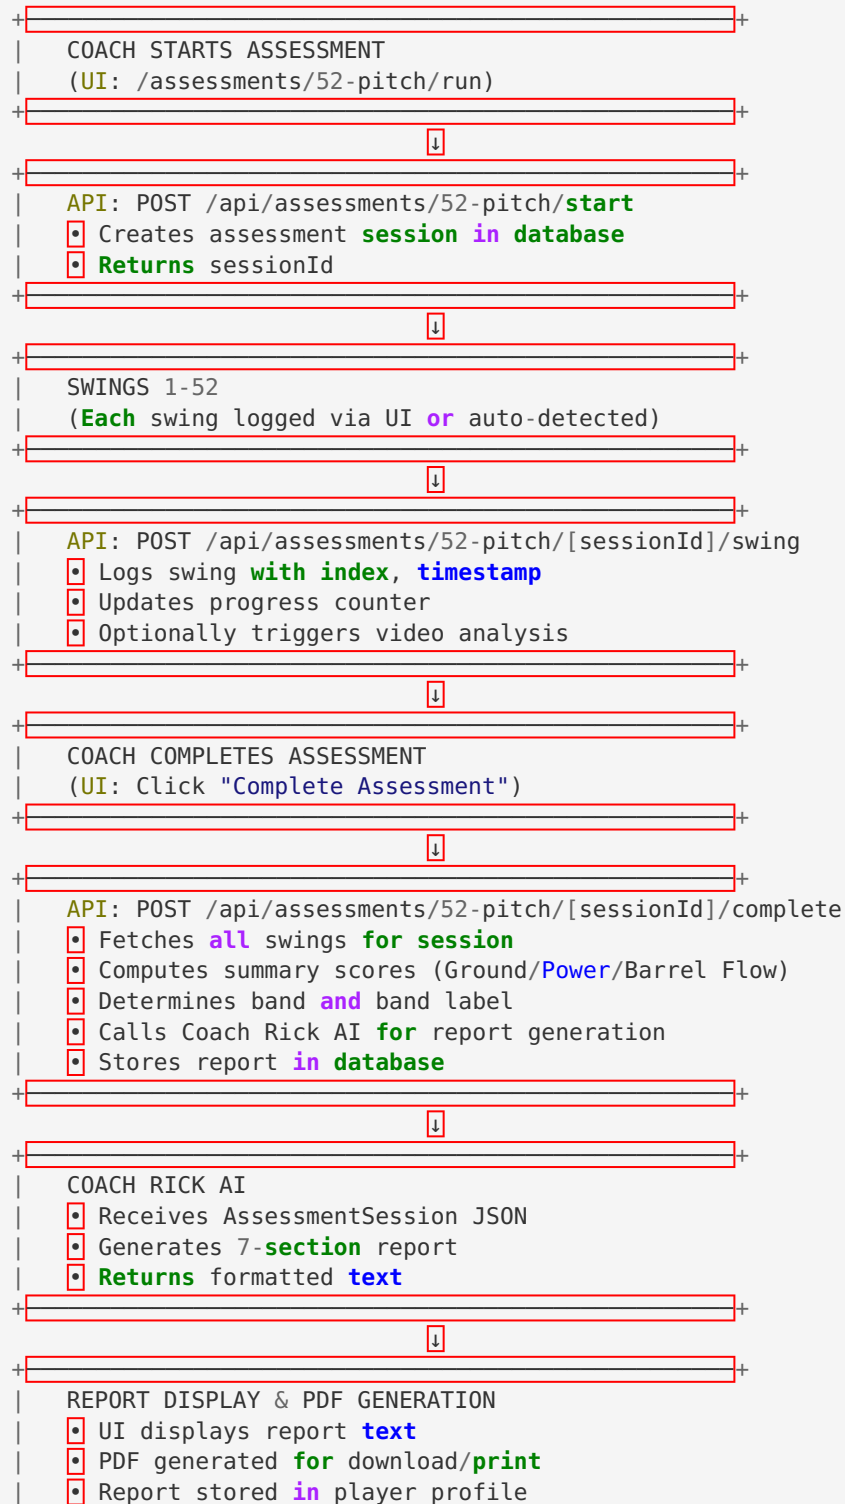 +───────────────────────────────────────────────────────+
|   COACH STARTS ASSESSMENT
|   (UI: /assessments/52-pitch/run)
+───────────────────────────────────────────────────────+
↓
+───────────────────────────────────────────────────────+
|   API: POST /api/assessments/52-pitch/start
|   • Creates assessment session in database
|   • Returns sessionId
+───────────────────────────────────────────────────────+
↓
+───────────────────────────────────────────────────────+
|   SWINGS 1-52
|   (Each swing logged via UI or auto-detected)
+───────────────────────────────────────────────────────+
↓
+───────────────────────────────────────────────────────+
|   API: POST /api/assessments/52-pitch/[sessionId]/swing
|   • Logs swing with index, timestamp
|   • Updates progress counter
|   • Optionally triggers video analysis
+───────────────────────────────────────────────────────+
↓
+───────────────────────────────────────────────────────+
|   COACH COMPLETES ASSESSMENT
|   (UI: Click "Complete Assessment")
+───────────────────────────────────────────────────────+
↓
+───────────────────────────────────────────────────────+
|   API: POST /api/assessments/52-pitch/[sessionId]/complete
|   • Fetches all swings for session
|   • Computes summary scores (Ground/Power/Barrel Flow)
|   • Determines band and band label
|   • Calls Coach Rick AI for report generation
|   • Stores report in database
+───────────────────────────────────────────────────────+
↓
+───────────────────────────────────────────────────────+
|   COACH RICK AI
|   • Receives AssessmentSession JSON
|   • Generates 7-section report
|   • Returns formatted text
+───────────────────────────────────────────────────────+
↓
+───────────────────────────────────────────────────────+
|   REPORT DISPLAY & PDF GENERATION
|   • UI displays report text
|   • PDF generated for download/print
|   • Report stored in player profile